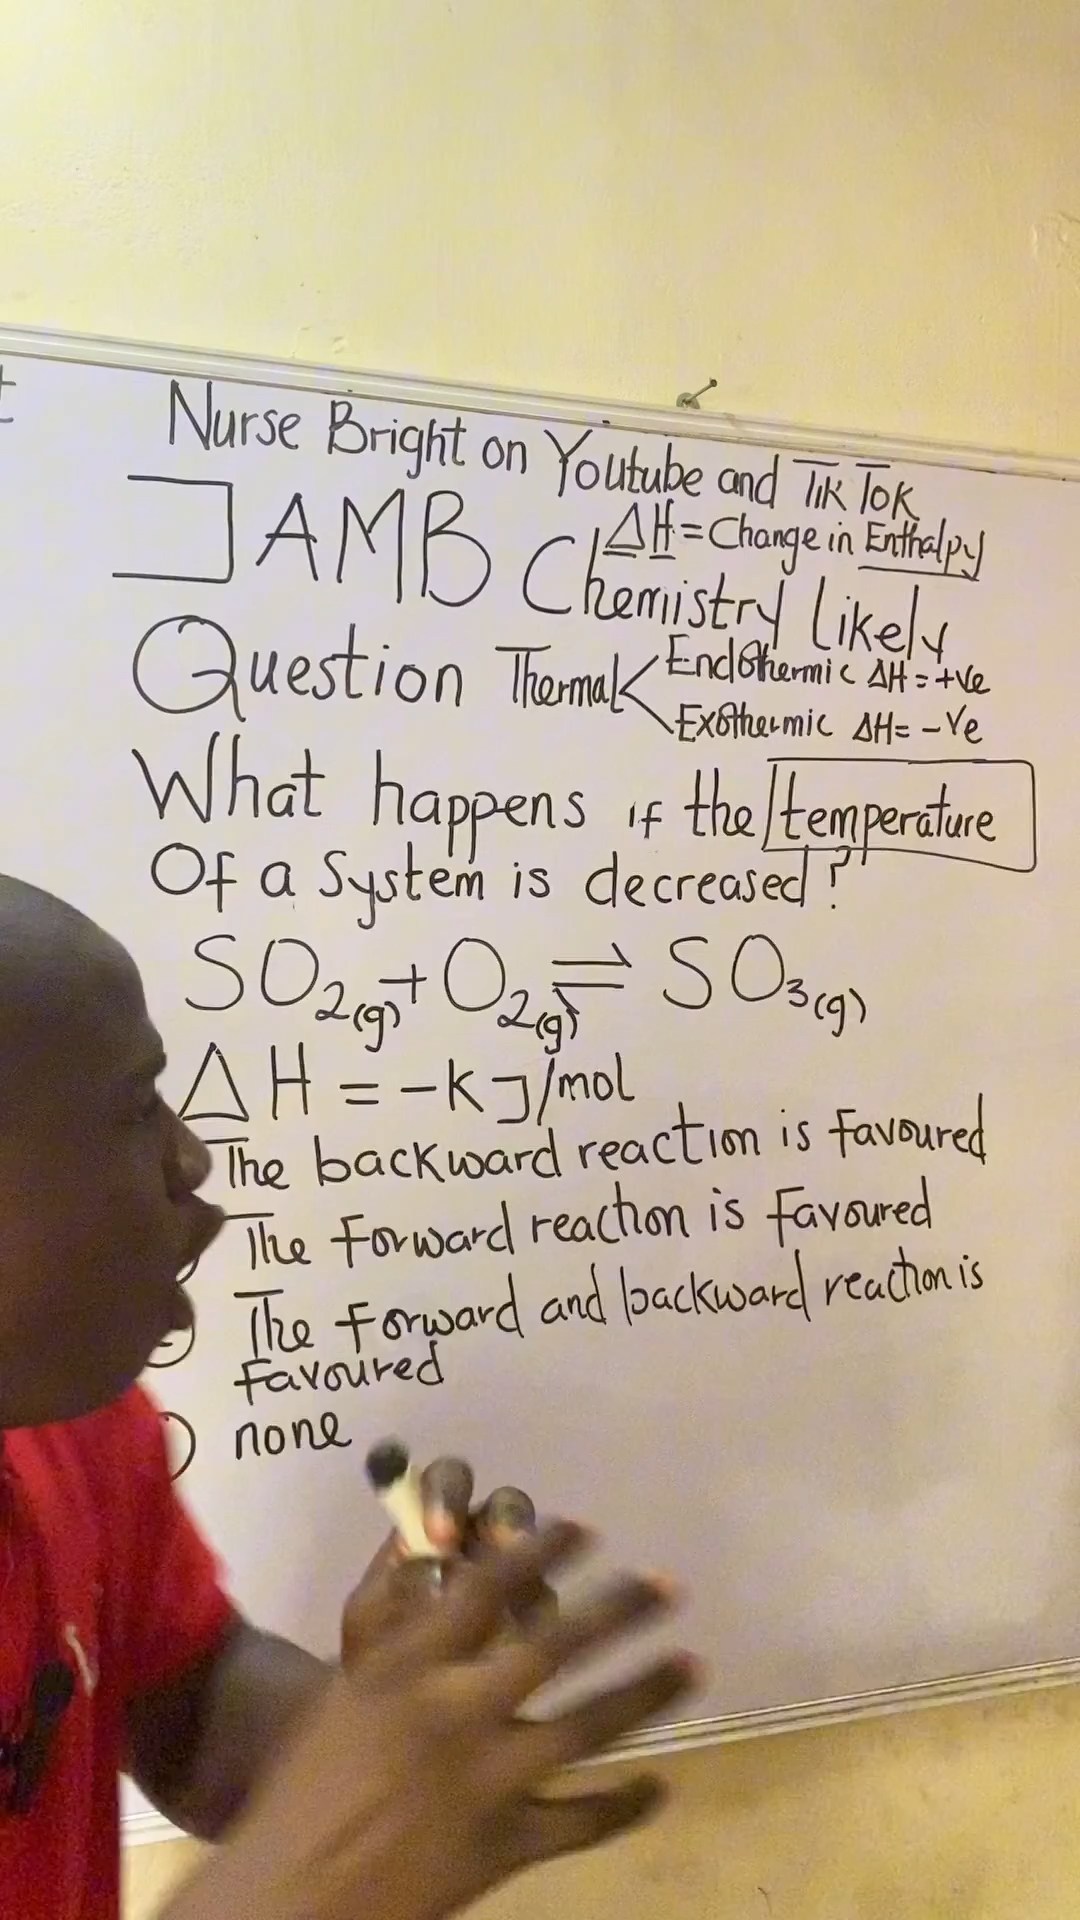 Nurse Bright on Youtube and TikTok
JAMB Chemistry Likely
ΔH = Change in Enthalpy
Question Thermal < Endothermic ΔH = +ve
Exothermic ΔH = -ve
What happens if the temperature
Of a System is decreased?
SO2(g) + O2(g) ⇌ SO3(g)
ΔH = -KJ/mol
The backward reaction is favoured
The forward reaction is favoured
The forward and backward reaction is
favoured
none